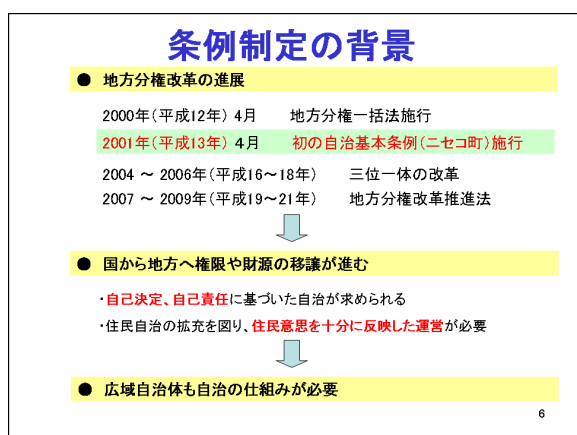 条例制定の背景
● 地方分権改革の進展
2000年(平成12年) 4月 地方分権一括法施行
2001年(平成13年) 4月 初の自治基本条例(ニセコ町)施行
2004 ～ 2006年(平成16～18年) 三位一体の改革
2007 ～ 2009年(平成19～21年) 地方分権改革推進法
● 国から地方へ権限や財源の移譲が進む
・自己決定、自己責任に基づいた自治が求められる
・住民自治の拡充を図り、住民意思を十分に反映した運営が必要
● 広域自治体も自治の仕組みが必要
6